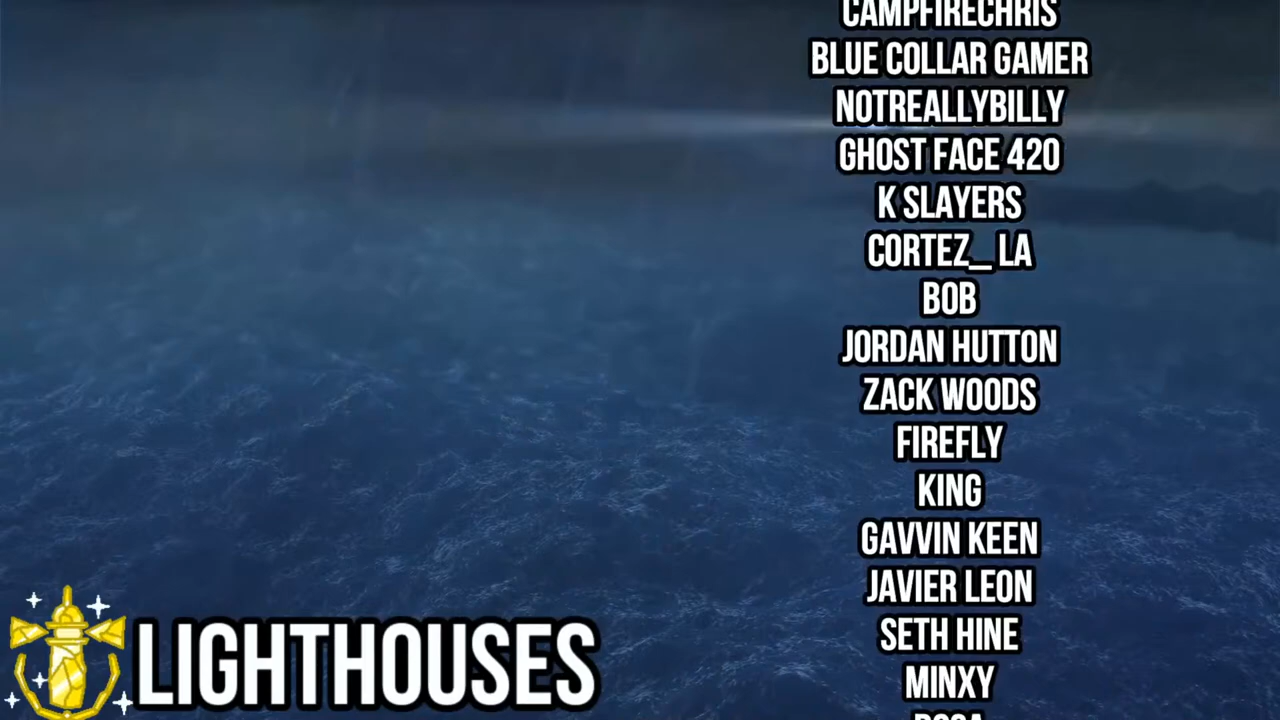 CAMPFIRECHRIS
BLUE COLLAR GAMER
NOTREALLYBILLY
GHOST FACE 420
K SLAYERS
CORTEZ_ LA
BOB
JORDAN HUTTON
ZACK WOODS
FIREFLY
KING
GAVVIN KEEN
JAVIER LEON
SETH HINE
MINXY
LIGHTHOUSES